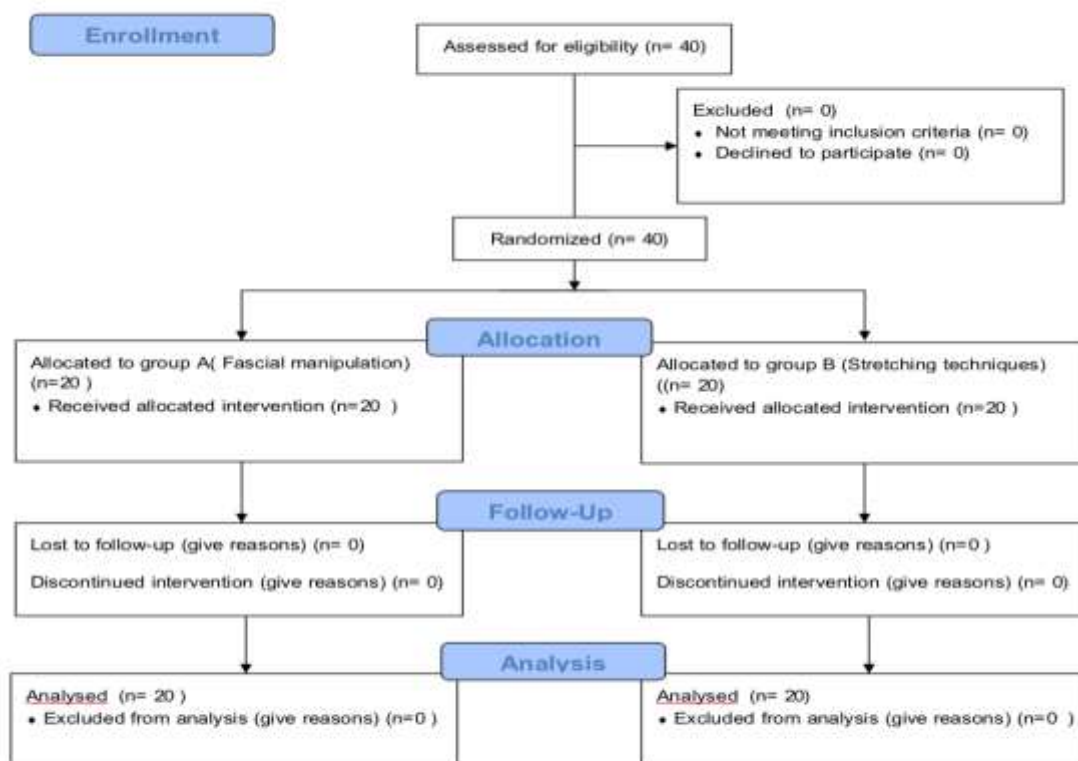 Enrollment
Assessed for eligibility (n= 40)
Excluded (n= 0)
• Not meeting inclusion criteria (n= 0)
• Declined to participate (n= 0)
Randomized (n= 40)
Allocation
Allocated to group A( Fascial manipulation)
(n=20 )
• Received allocated intervention (n=20 )
Allocated to group B (Stretching techniques)
((n= 20)
• Received allocated intervention (n=20 )
Follow-Up
Lost to follow-up (give reasons) (n= 0)
Discontinued intervention (give reasons) (n= 0)
Lost to follow-up (give reasons) (n=0 )
Discontinued intervention (give reasons) (n= 0)
Analysis
Analysed (n= 20 )
• Excluded from analysis (give reasons) (n=0 )
Analysed (n= 20)
• Excluded from analysis (give reasons) (n=0 )